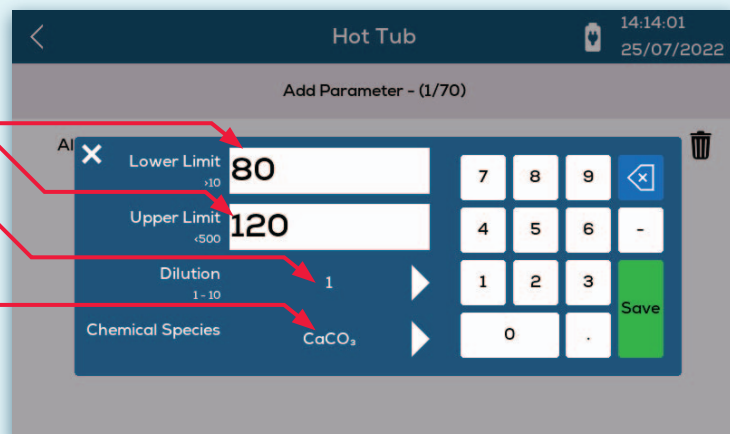 Hot Tub
14:14:01
25/07/2022
Add Parameter - (1/70)
Al
Lower Limit
>10
80
Upper Limit
<500
120
Dilution
1 - 10
1
Chemical Species
CaCO₃
7 8 9
4 5 6 -
1 2 3
Save
0 .